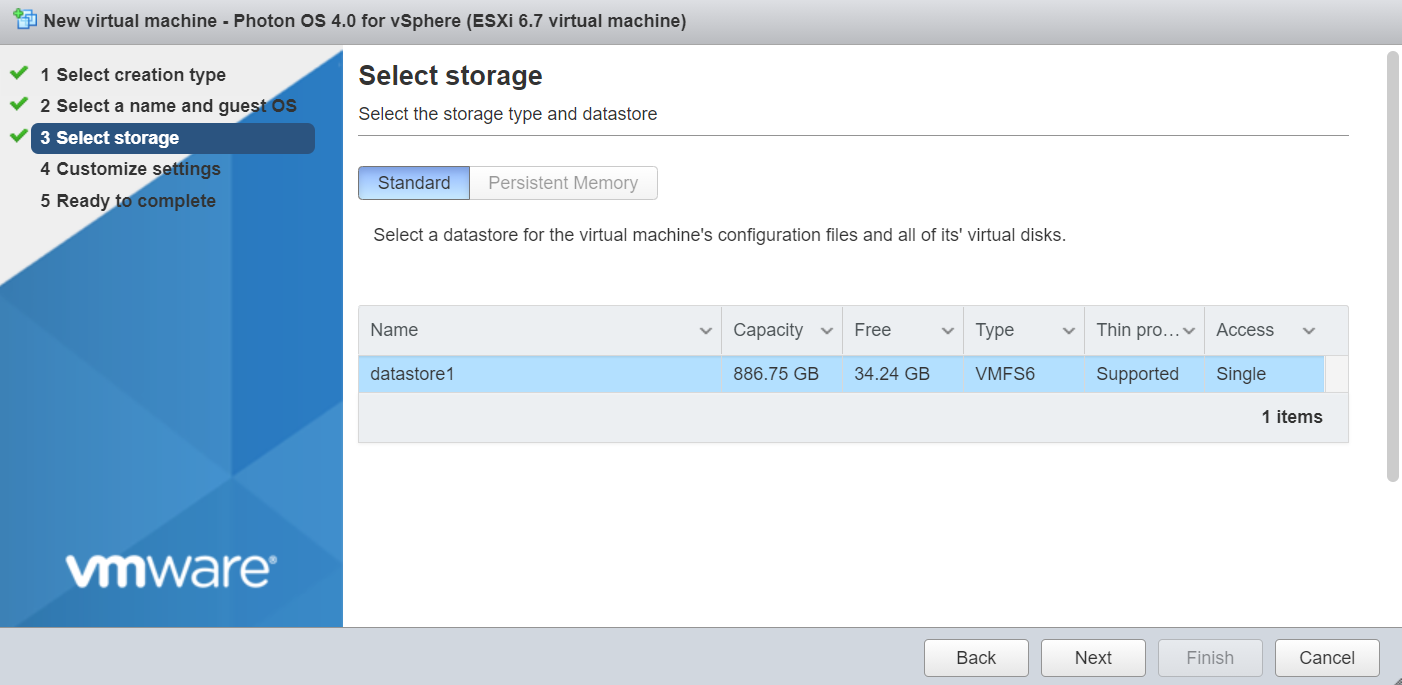 New virtual machine - Photon OS 4.0 for vSphere (ESXi 6.7 virtual machine)
1 Select creation type
2 Select a name and guest OS
3 Select storage
4 Customize settings
5 Ready to complete
vmware®
Select storage
Select the storage type and datastore
Standard Persistent Memory
Select a datastore for the virtual machine's configuration files and all of its' virtual disks.
Name Capacity Free Type Thin pro… Access
datastore1 886.75 GB 34.24 GB VMFS6 Supported Single
1 items
Back Next Finish Cancel